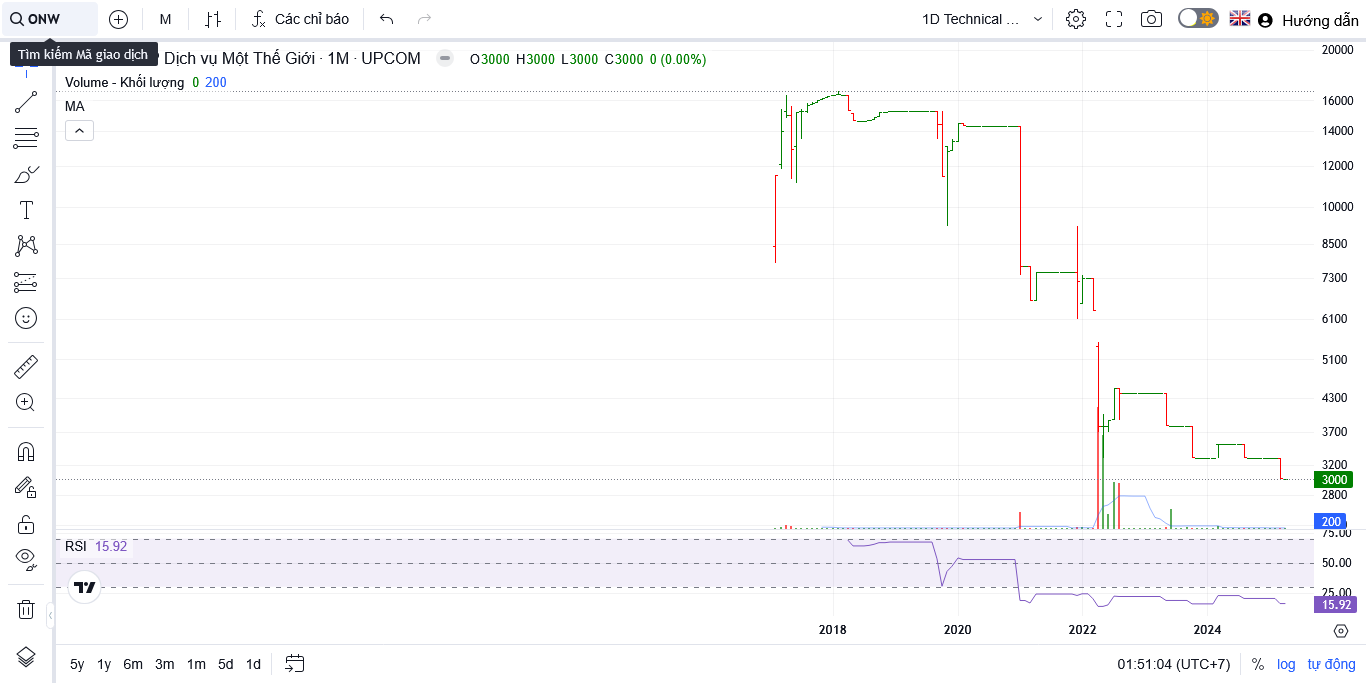 ONW
M
Các chỉ báo
1D Technical ...
Hướng dẫn
Tìm kiếm Mã giao dịch
Dịch vụ Một Thế Giới · 1M · UPCOM
O3000 H3000 L3000 C3000 0 (0.00%)
Volume - Khối lượng 0 200
MA
20000
16000
14000
12000
10000
8500
7300
6100
5100
4300
3700
3200
3000
2800
200
RSI 15.92
75.00
50.00
25.00
15.92
2018 2020 2022 2024
5y 1y 6m 3m 1m 5d 1d
01:51:04 (UTC+7) % log tự động